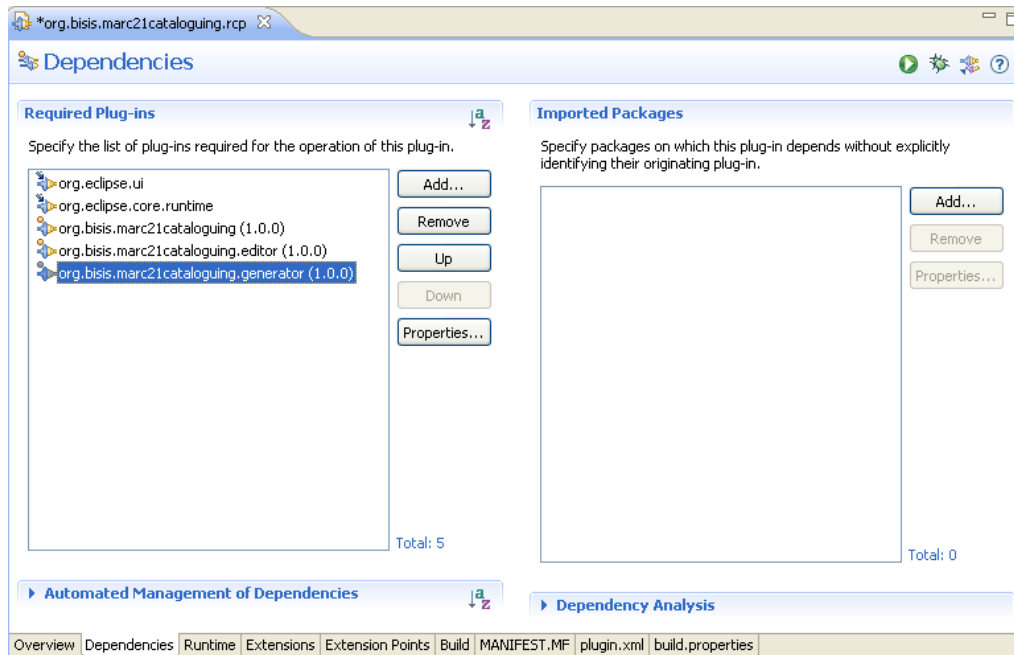 *org.bisis.marc21cataloguing.rcp
Dependencies
Required Plug-ins
Specify the list of plug-ins required for the operation of this plug-in.
org.eclipse.ui
org.eclipse.core.runtime
org.bisis.marc21cataloguing (1.0.0)
org.bisis.marc21cataloguing.editor (1.0.0)
org.bisis.marc21cataloguing.generator (1.0.0)
Add...
Remove
Up
Down
Properties...
Total: 5
Automated Management of Dependencies
Imported Packages
Specify packages on which this plug-in depends without explicitly
identifying their originating plug-in.
Add...
Remove
Properties...
Total: 0
Dependency Analysis
Overview Dependencies Runtime Extensions Extension Points Build MANIFEST.MF plugin.xml build.properties